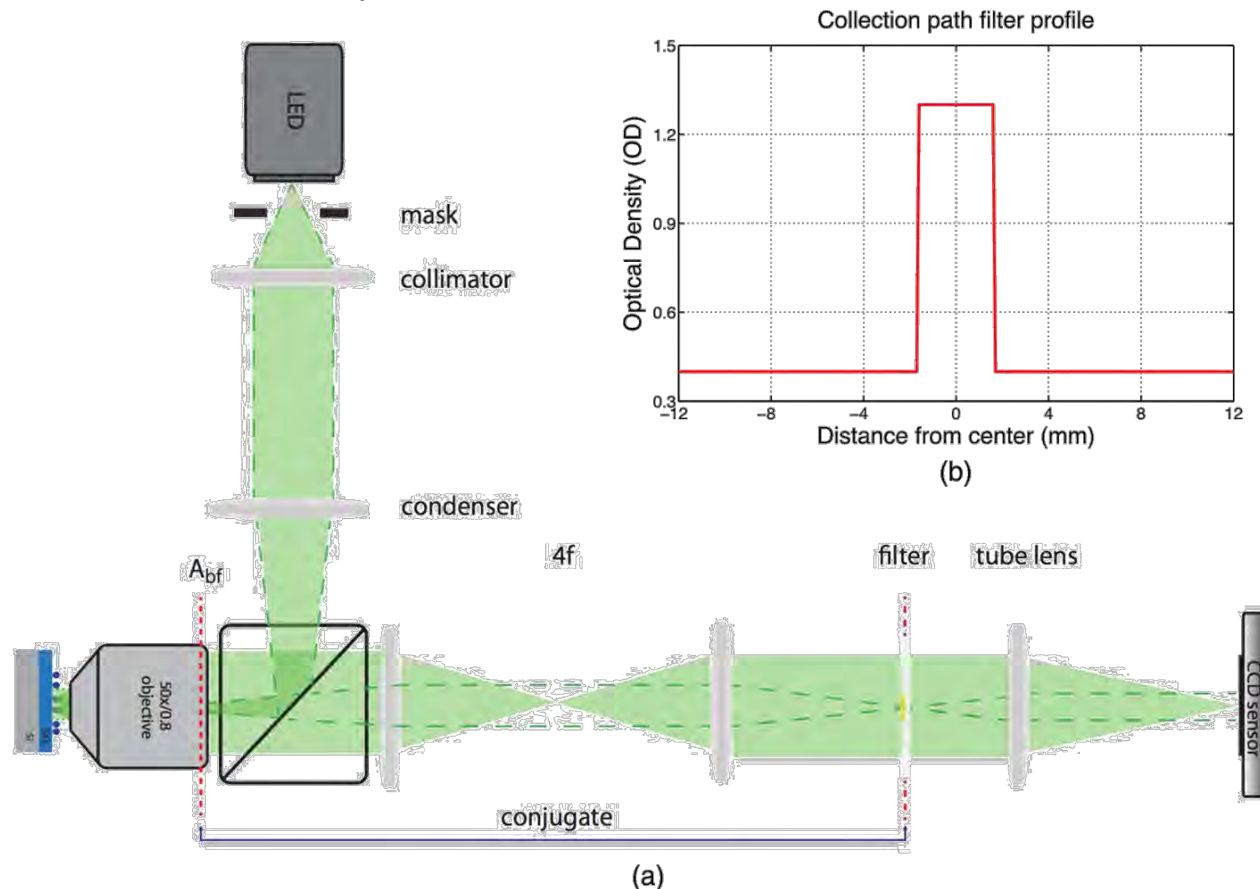 Collection path filter profile
1.5
1.2
0.9
0.6
0.3
Optical Density (OD)
−12
−8
−4
0
4
8
12
Distance from center (mm)
(b)
LED
mask
collimator
condenser
4f
filter
tube lens
Abf
50x/0.8
objective
Si
CCD sensor
conjugate
(a)